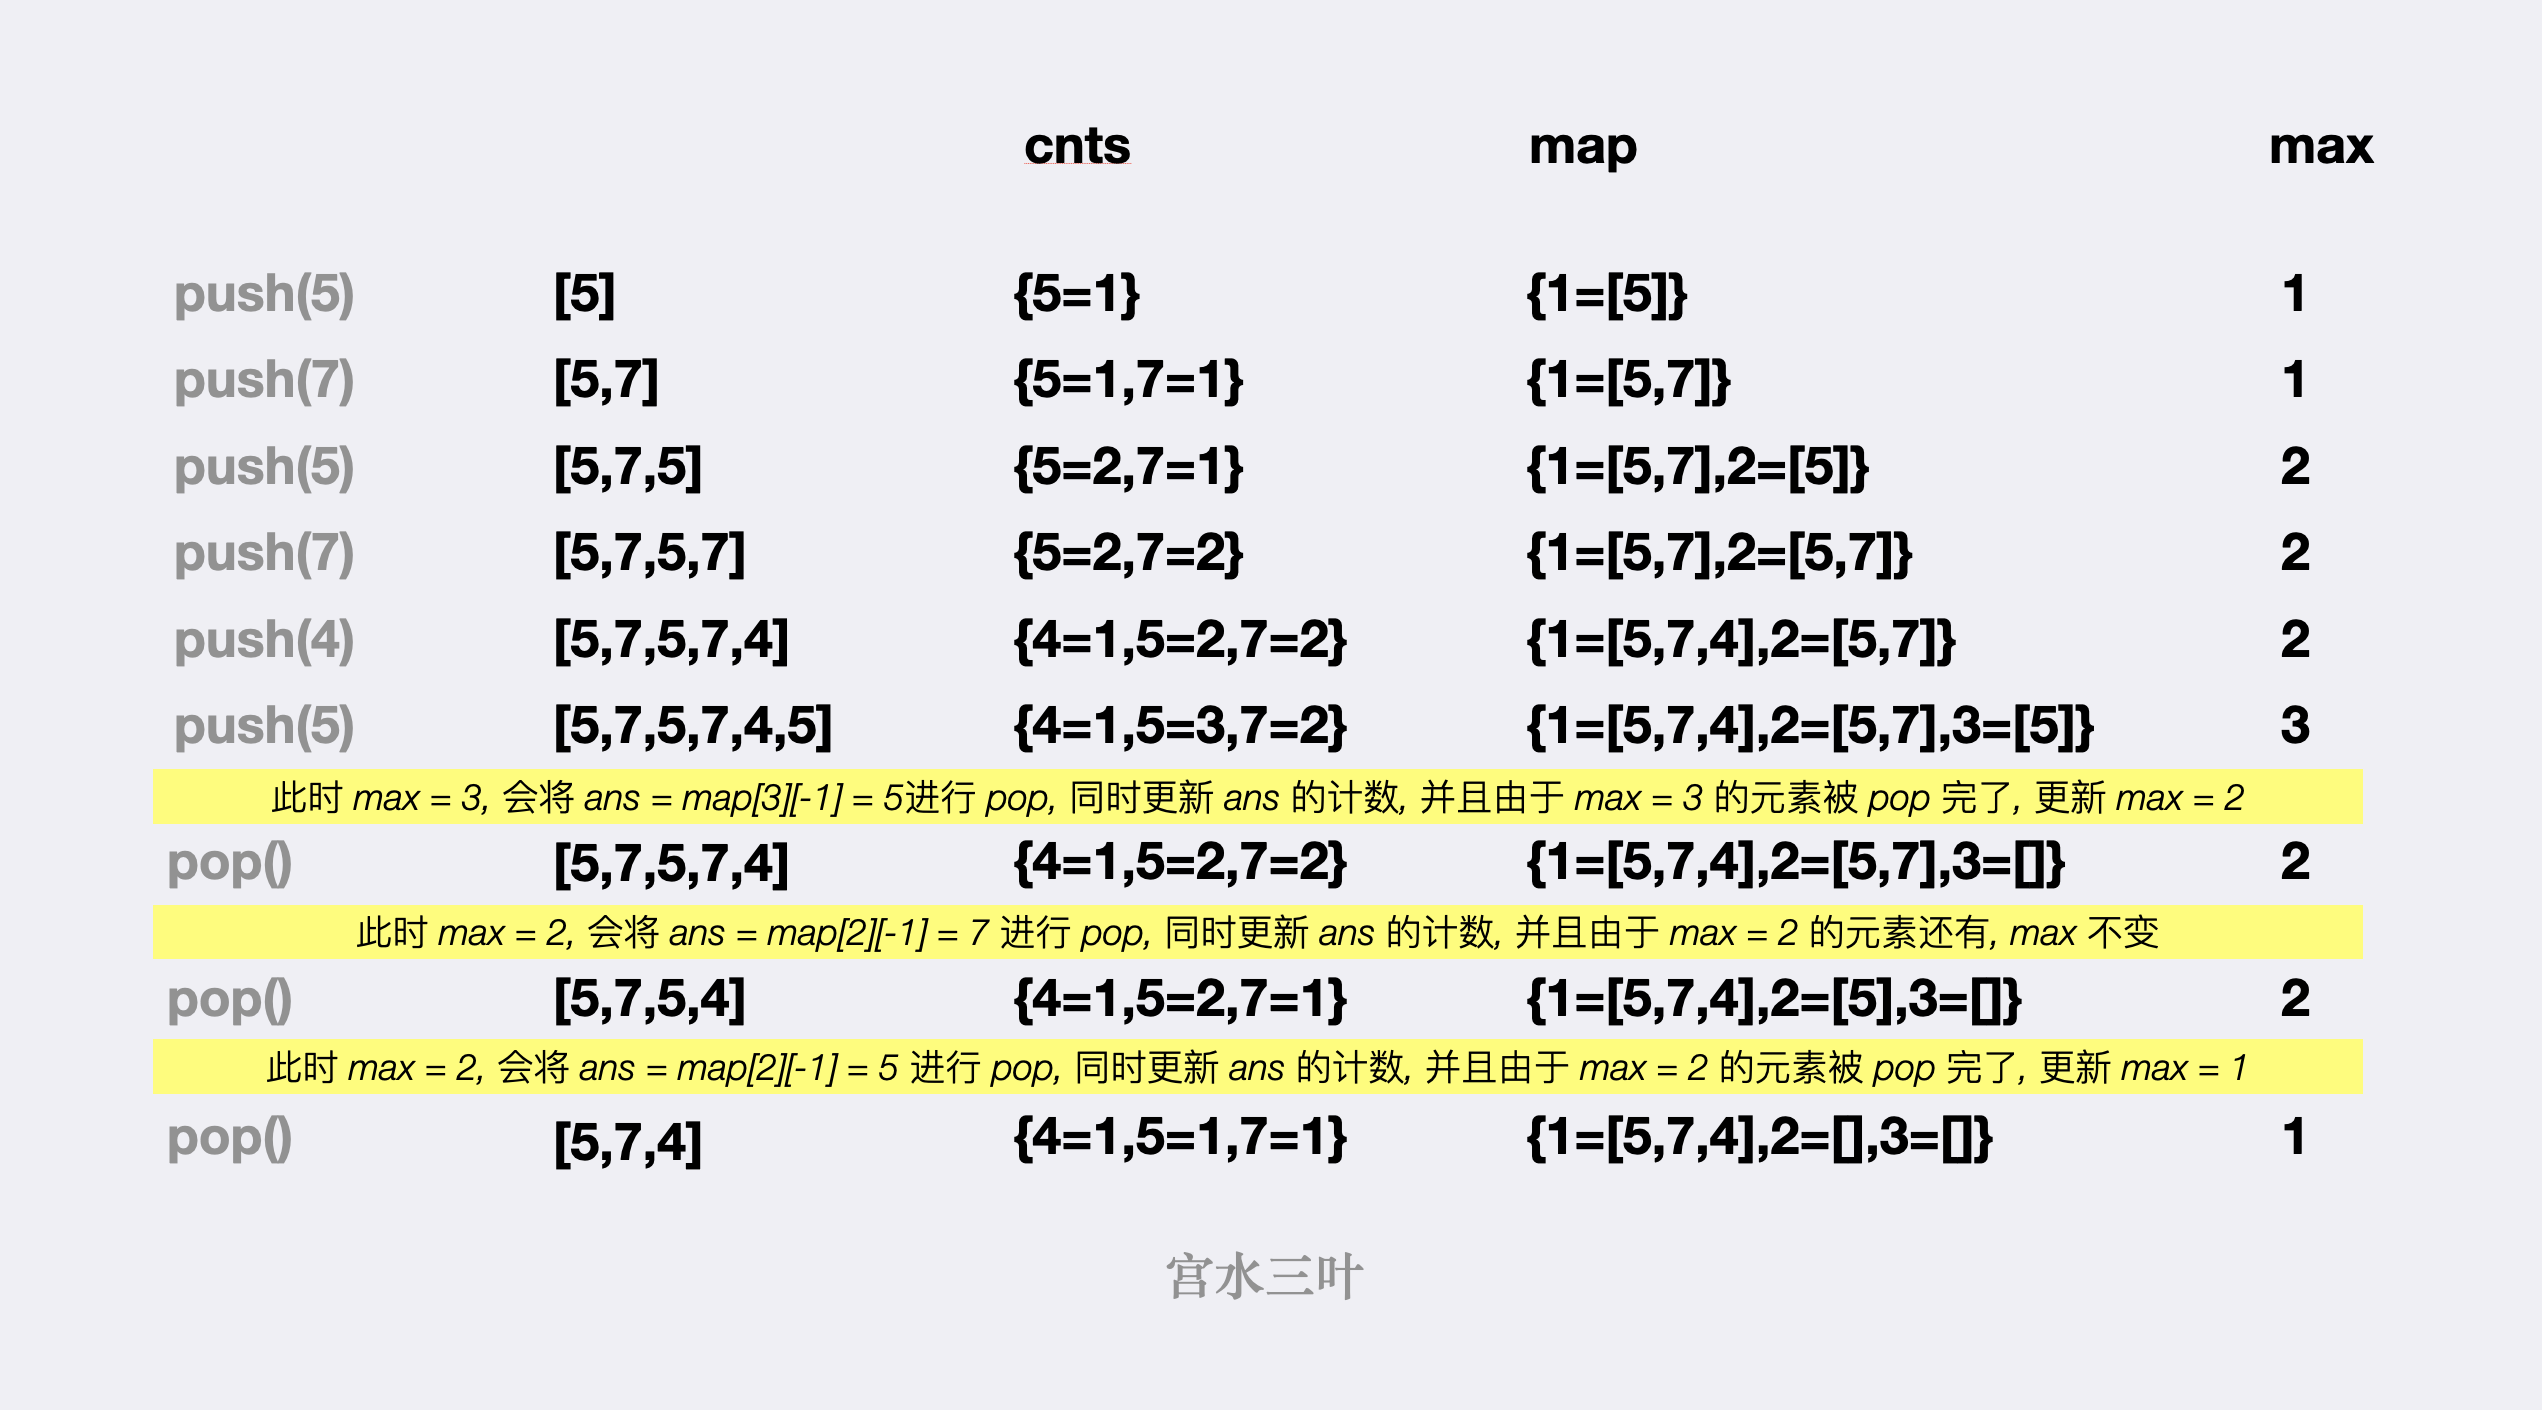 cnts map max
push(5) [5] {5=1} {1=[5]} 1
push(7) [5,7] {5=1,7=1} {1=[5,7]} 1
push(5) [5,7,5] {5=2,7=1} {1=[5,7],2=[5]} 2
push(7) [5,7,5,7] {5=2,7=2} {1=[5,7],2=[5,7]} 2
push(4) [5,7,5,7,4] {4=1,5=2,7=2} {1=[5,7,4],2=[5,7]} 2
push(5) [5,7,5,7,4,5] {4=1,5=3,7=2} {1=[5,7,4],2=[5,7],3=[5]} 3
此时 max = 3, 会将 ans = map[3][-1] = 5进行 pop, 同时更新 ans 的计数, 并且由于 max = 3 的元素被 pop 完了, 更新 max = 2
pop() [5,7,5,7,4] {4=1,5=2,7=2} {1=[5,7,4],2=[5,7],3=[]} 2
此时 max = 2, 会将 ans = map[2][-1] = 7 进行 pop, 同时更新 ans 的计数, 并且由于 max = 2 的元素还有, max 不变
pop() [5,7,5,4] {4=1,5=2,7=1} {1=[5,7,4],2=[5],3=[]} 2
此时 max = 2, 会将 ans = map[2][-1] = 5 进行 pop, 同时更新 ans 的计数, 并且由于 max = 2 的元素被 pop 完了, 更新 max = 1
pop() [5,7,4] {4=1,5=1,7=1} {1=[5,7,4],2=[],3=[]} 1
宫水三叶